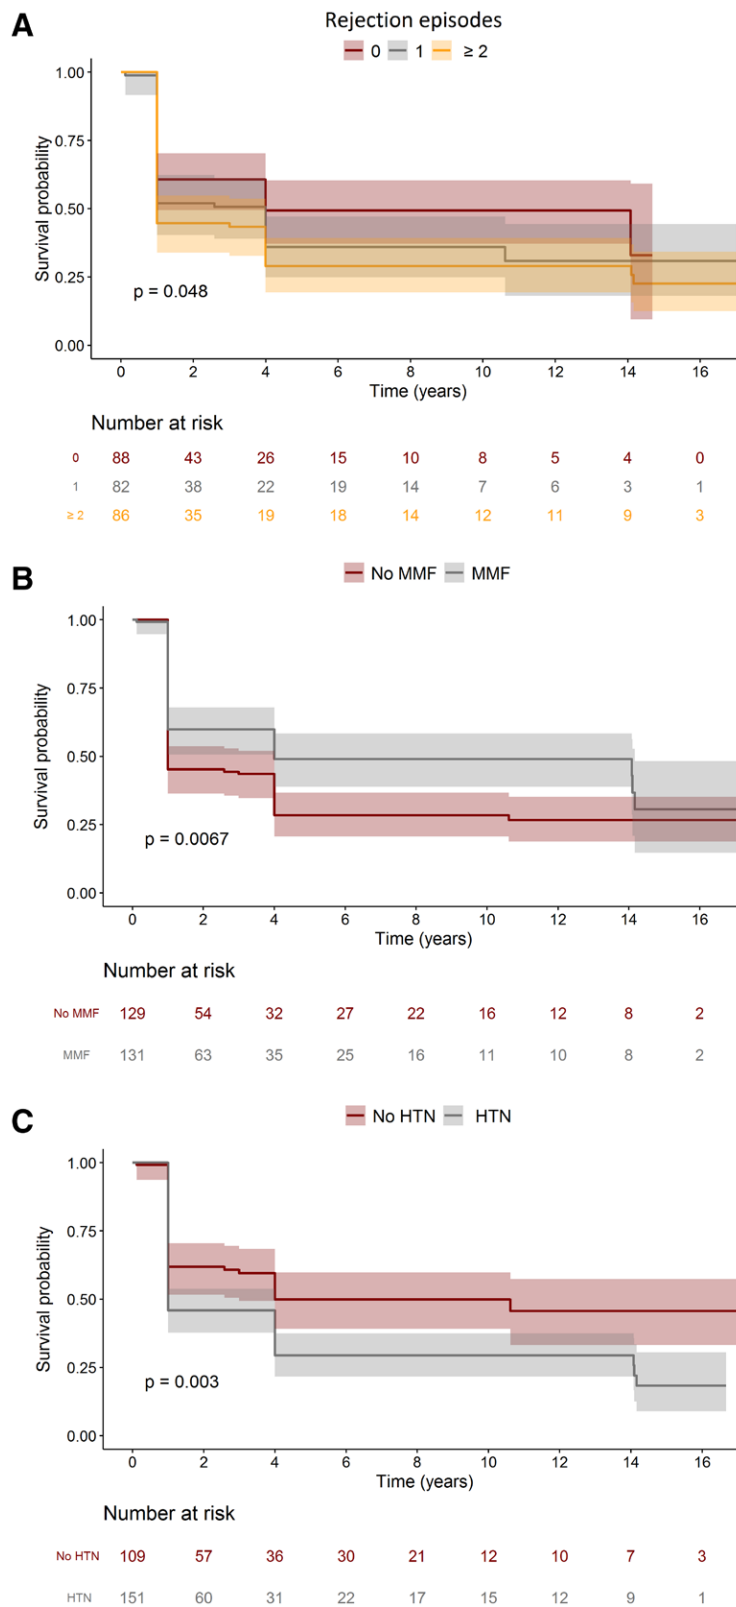 A
Rejection episodes
0 1 ≥ 2
1.00
0.75
0.50
0.25
0.00
Survival probability
p = 0.048
0 2 4 6 8 10 12 14 16
Time (years)
Number at risk
0 88 43 26 15 10 8 5 4 0
1 82 38 22 19 14 7 6 3 1
≥ 2 86 35 19 18 14 12 11 9 3
B
No MMF MMF
1.00
0.75
0.50
0.25
0.00
Survival probability
p = 0.0067
0 2 4 6 8 10 12 14 16
Time (years)
Number at risk
No MMF 129 54 32 27 22 16 12 8 2
MMF 131 63 35 25 16 11 10 8 2
C
No HTN HTN
1.00
0.75
0.50
0.25
0.00
Survival probability
p = 0.003
0 2 4 6 8 10 12 14 16
Time (years)
Number at risk
No HTN 109 57 36 30 21 12 10 7 3
HTN 151 60 31 22 17 15 12 9 1